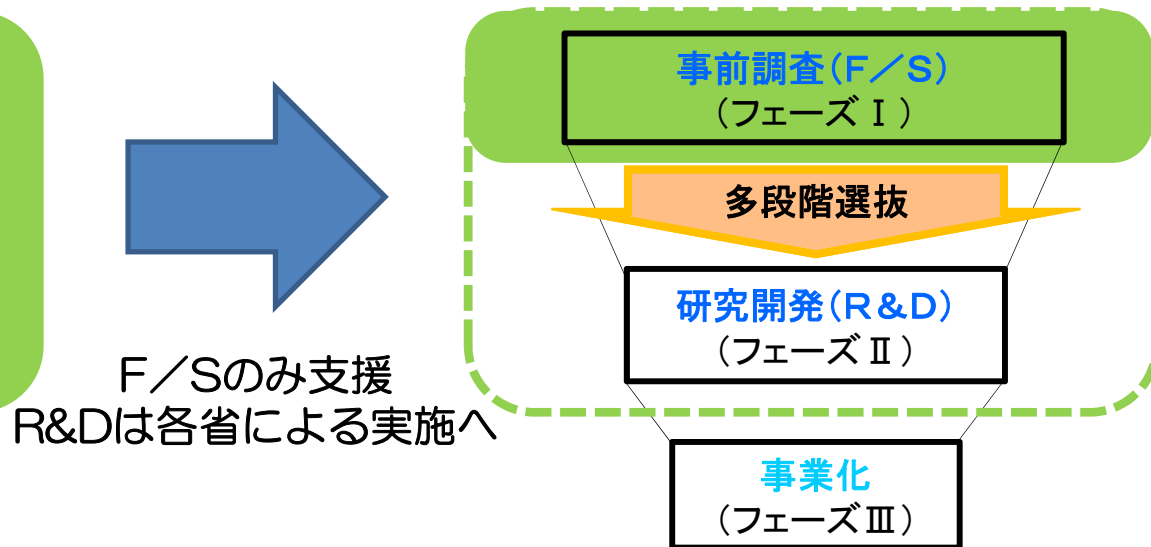 事前調査（Ｆ／Ｓ）
（フェーズⅠ）
多段階選抜
研究開発（Ｒ＆Ｄ）
（フェーズⅡ）
F／Sのみ支援
R&Dは各省による実施へ
事業化
（フェーズⅢ）